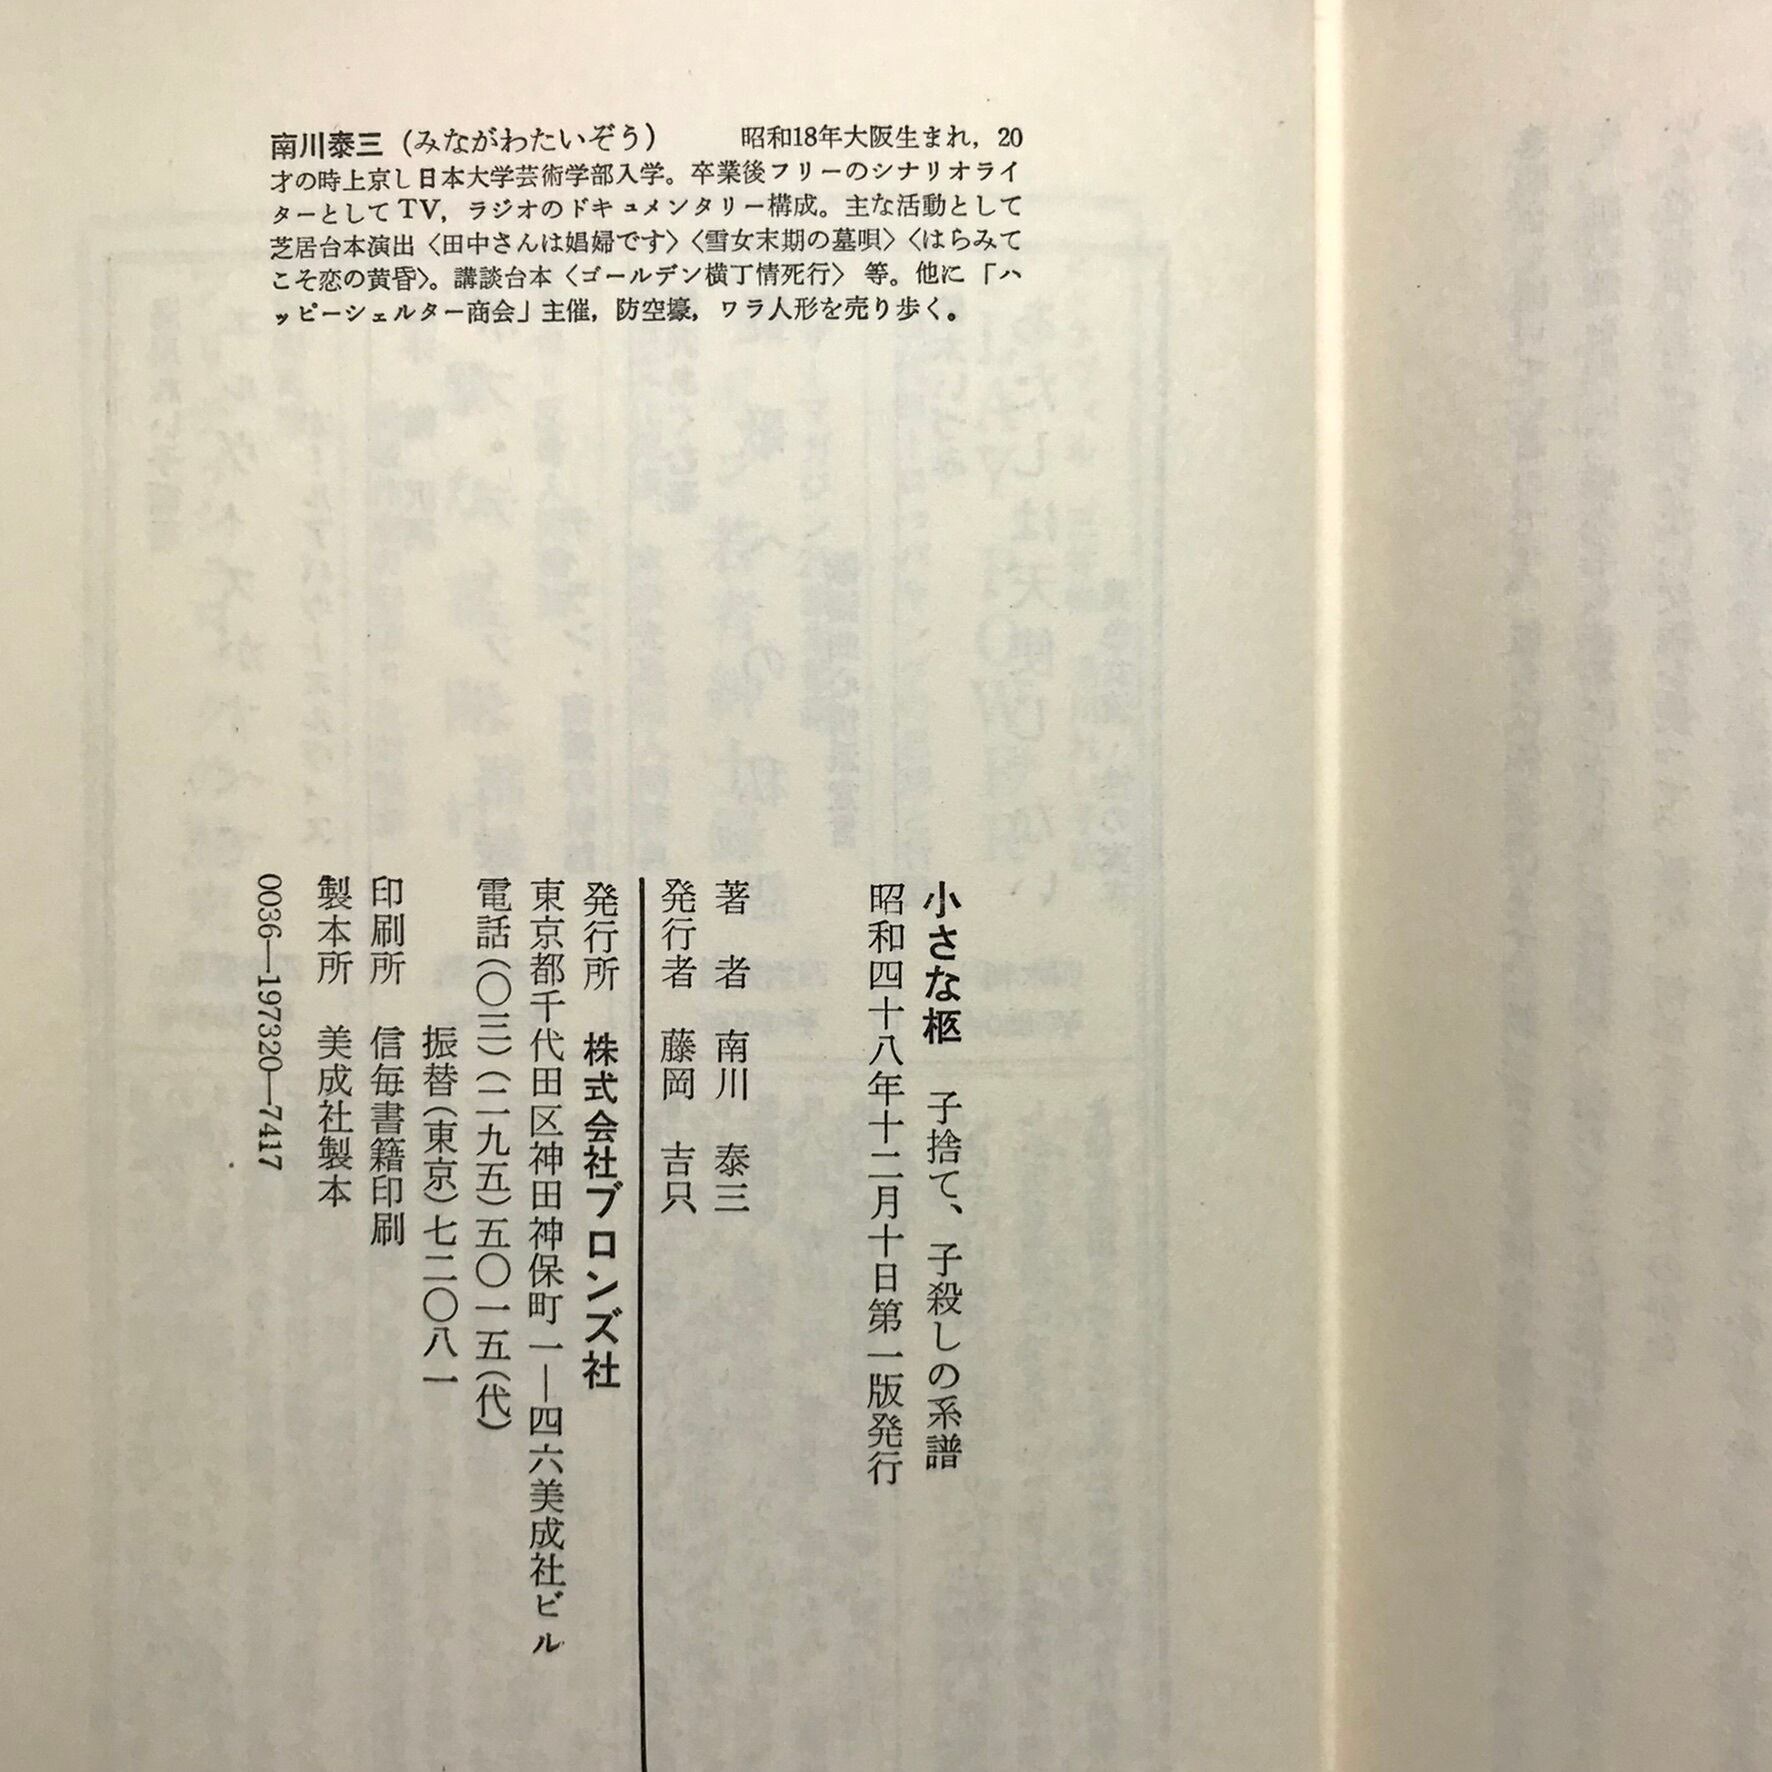 南川泰三（みながわたいぞう）　昭和18年大阪生まれ，20
才の時上京し日本大学芸術学部入学。卒業後フリーのシナリオライ
ターとしてTV，ラジオのドキュメンタリー構成。主な活動として
芝居台本演出〈田中さんは娼婦です〉〈雪女末期の墓唄〉〈はらみて
こそ恋の黄昏〉。講談台本〈ゴールデン横丁情死行〉等。他に「ハ
ッピーシェルター商会」主催，防空壕，ワラ人形を売り歩く。
小さな柩　子捨て、子殺しの系譜
昭和四十八年十二月十日第一版発行
著　者　南川　泰三
発行者　藤岡　吉只
発行所　株式会社ブロンズ社
東京都千代田区神田神保町一—四六美成社ビル
電話（〇三）（二九五）五〇一五（代）
振替（東京）七二〇八一
印刷所　信毎書籍印刷
製本所　美成社製本
0036—197320—7417